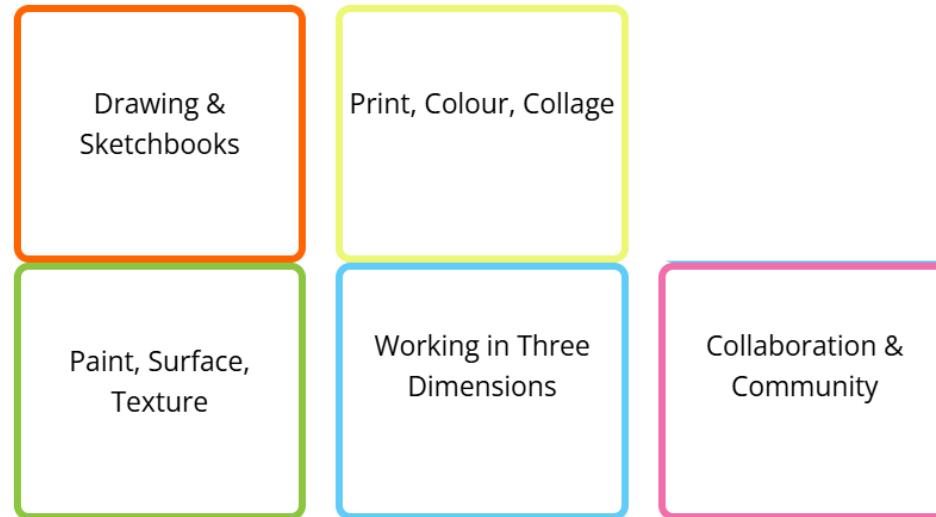 Drawing &
Sketchbooks
Print, Colour, Collage
Paint, Surface,
Texture
Working in Three
Dimensions
Collaboration &
Community